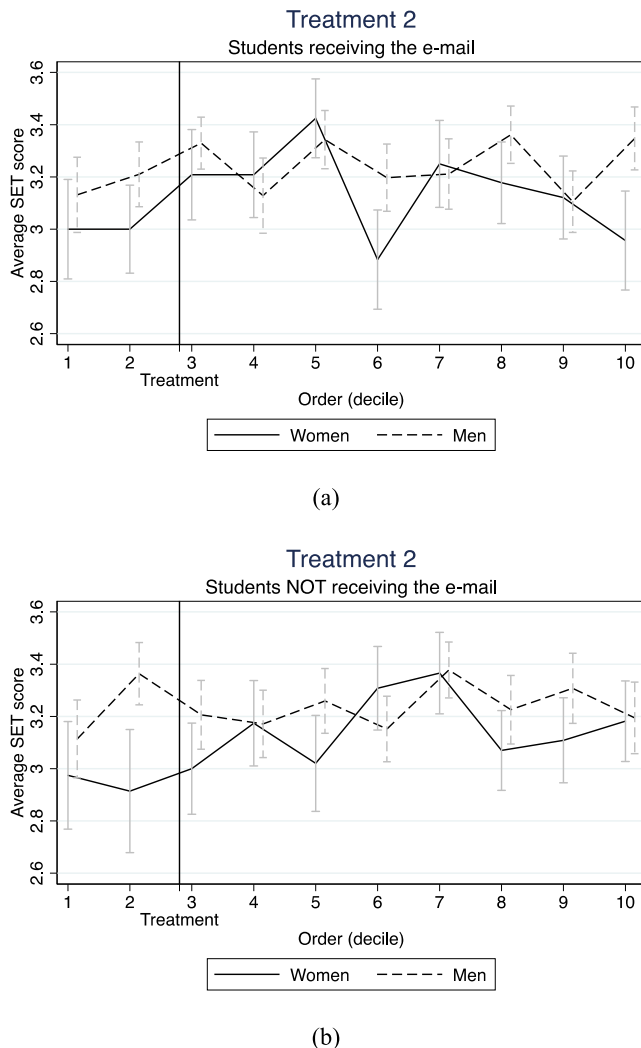 Treatment 2
Students receiving the e-mail
Average SET score
3.6
3.4
3.2
3
2.8
2.6
1 2 3 4 5 6 7 8 9 10
Treatment
Order (decile)
Women Men
(a)
Treatment 2
Students NOT receiving the e-mail
Average SET score
3.6
3.4
3.2
3
2.8
2.6
1 2 3 4 5 6 7 8 9 10
Treatment
Order (decile)
Women Men
(b)